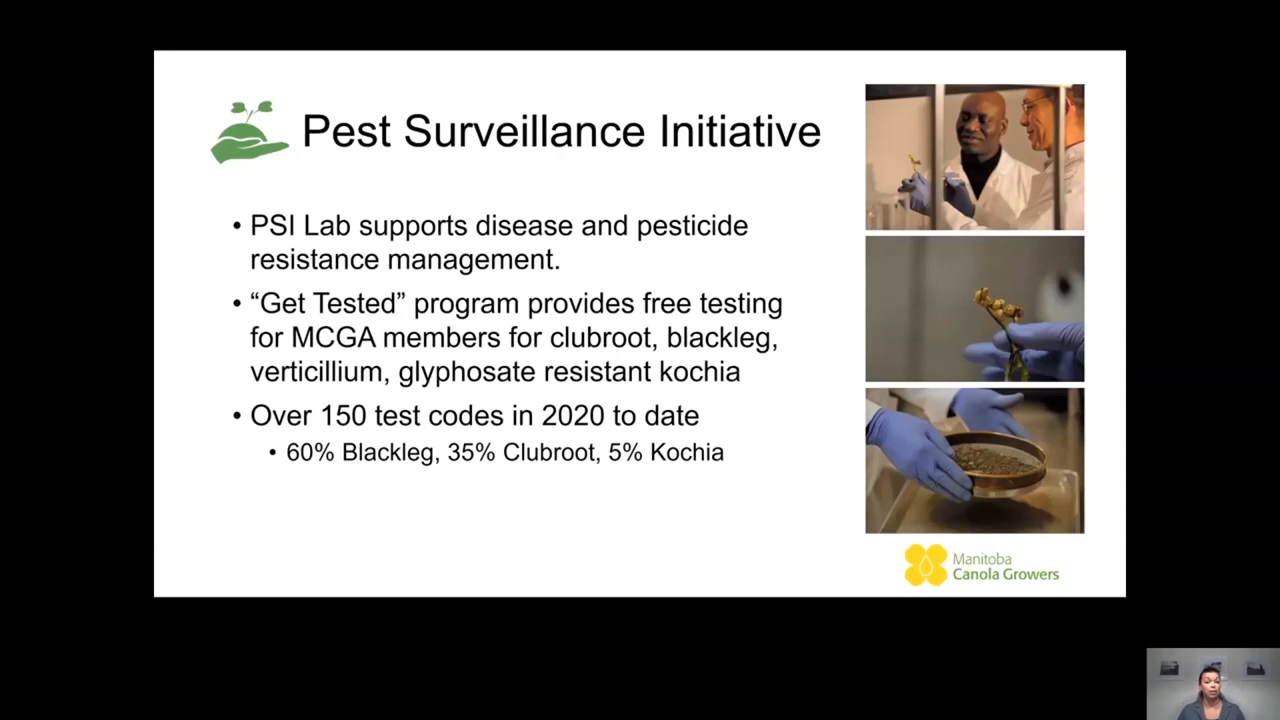 Pest Surveillance Initiative
• PSI Lab supports disease and pesticide
resistance management.
• “Get Tested” program provides free testing
for MCGA members for clubroot, blackleg,
verticillium, glyphosate resistant kochia
• Over 150 test codes in 2020 to date
• 60% Blackleg, 35% Clubroot, 5% Kochia
Manitoba
Canola Growers